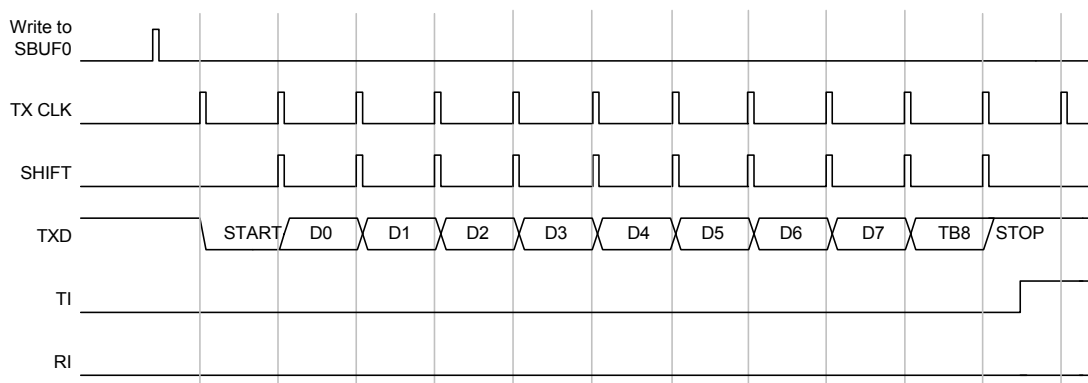 Write to
SBUF0
TX CLK
SHIFT
TXD
START D0 D1 D2 D3 D4 D5 D6 D7 TB8 STOP
TI
RI